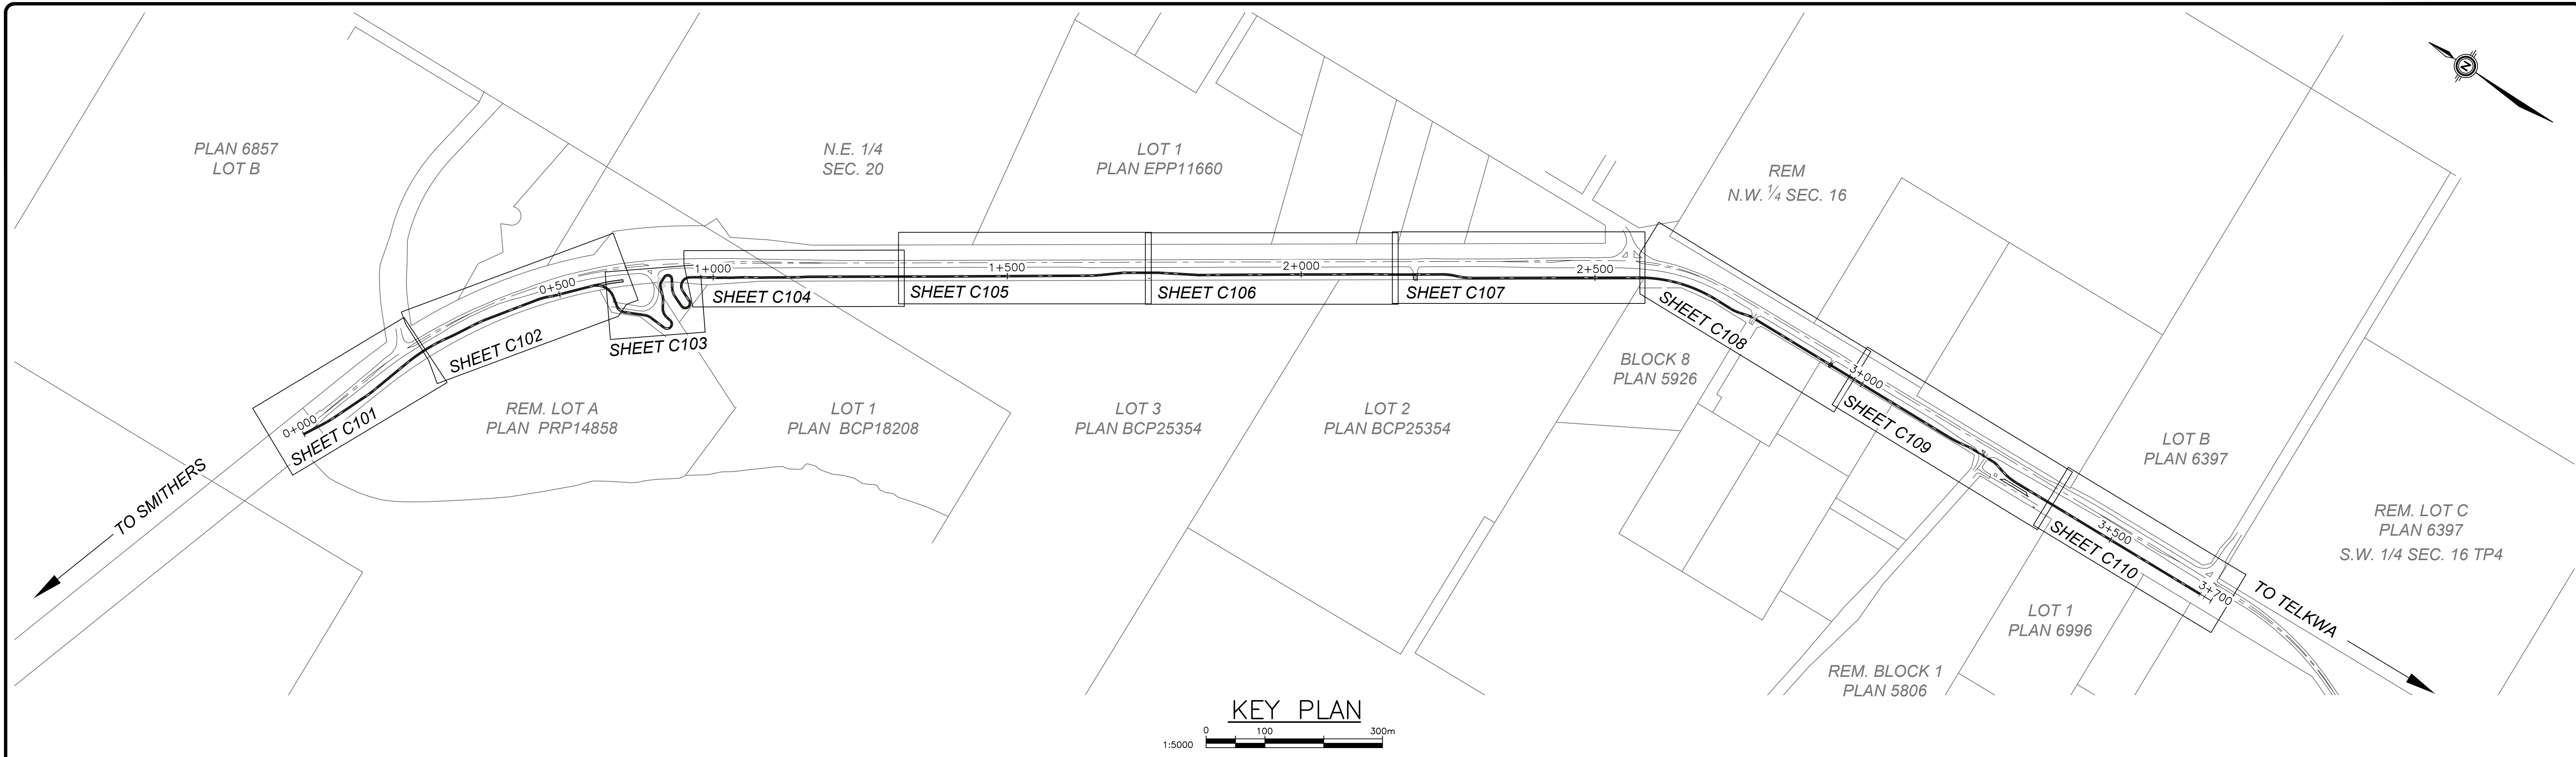 PLAN 6857
LOT B
N.E. 1/4
SEC. 20
LOT 1
PLAN EPP11660
REM
N.W. 1/4 SEC. 16
N
0+000
0+500
1+000
1+500
2+000
2+500
3+000
3+500
3+700
SHEET C101
SHEET C102
SHEET C103
SHEET C104
SHEET C105
SHEET C106
SHEET C107
SHEET C108
SHEET C109
SHEET C110
TO SMITHERS
TO TELKWA
REM. LOT A
PLAN PRP14858
LOT 1
PLAN BCP18208
LOT 3
PLAN BCP25354
LOT 2
PLAN BCP25354
BLOCK 8
PLAN 5926
LOT B
PLAN 6397
REM. LOT C
PLAN 6397
S.W. 1/4 SEC. 16 TP4
LOT 1
PLAN 6996
REM. BLOCK 1
PLAN 5806
KEY PLAN
0 100 300m
1:5000